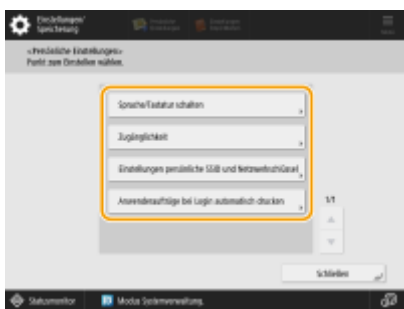 Einstellungen/
Speicherung
<Persönliche Einstellungen>
Punkt zum Einstellen wählen.
Sprache/Tastatur schalten
Zugänglichkeit
Einstellungen persönliche SSID und Netzwerkschlüssel
Anwenderaufträge bei Login automatisch drucken
1/1
Schließen
Statusmonitor
Modus Systemverwaltung.